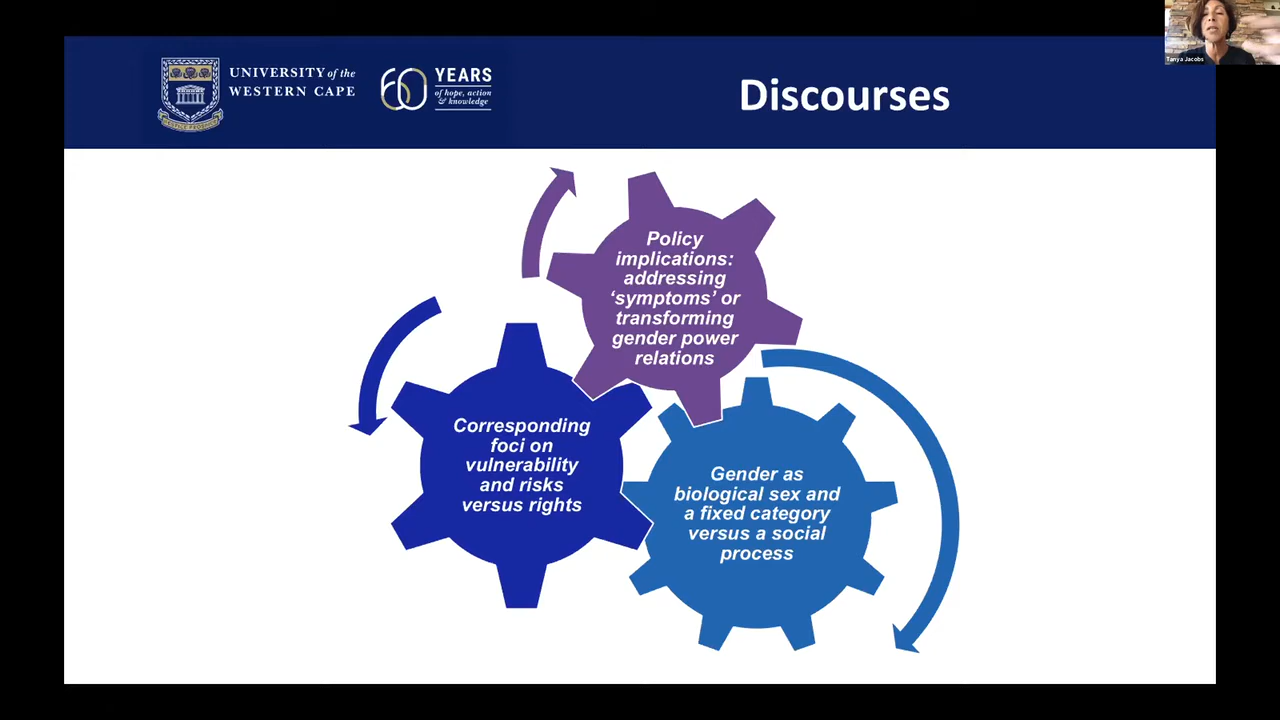 UNIVERSITY of the
WESTERN CAPE
60 YEARS
of hope, action
& knowledge
Discourses
Tanya Jacobs
Policy
implications:
addressing
‘symptoms’ or
transforming
gender power
relations
Corresponding
foci on
vulnerability
and risks
versus rights
Gender as
biological sex and
a fixed category
versus a social
process